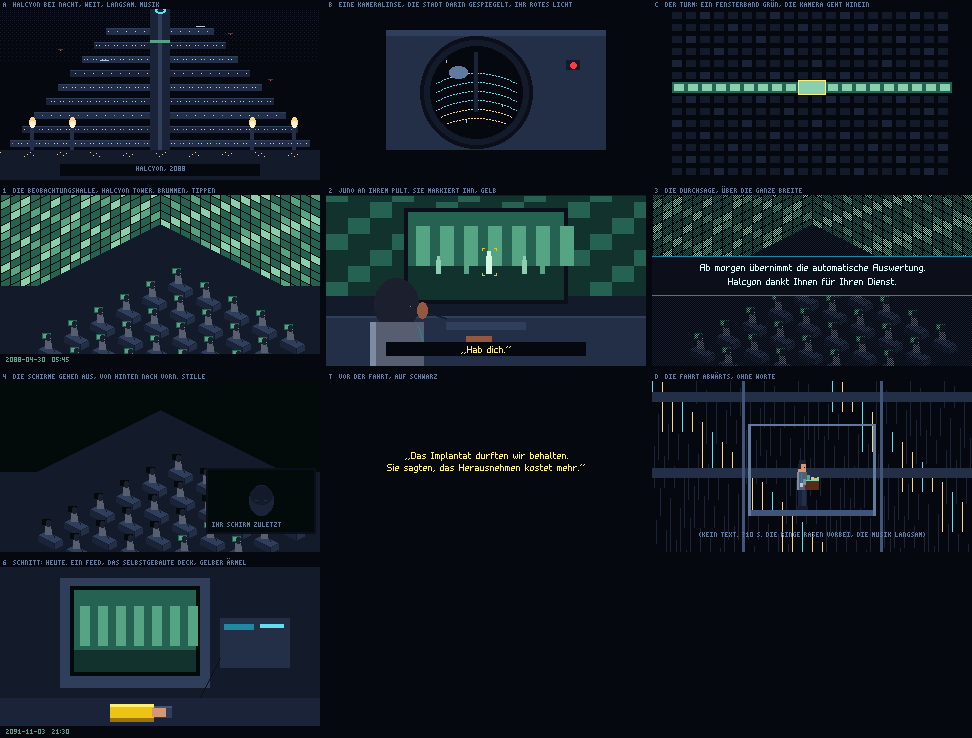 A HALCYON BEI NACHT, WEIT, LANGSAM. MUSIK
HALCYON, 2088
B EINE KAMERALINSE, DIE STADT DARIN GESPIEGELT, IHR ROTES LICHT
C DER TURM: EIN FENSTERBAND GRÜN, DIE KAMERA GEHT HINEIN
1 DIE BEOBACHTUNGSHALLE, HALCYON TOWER. BRUMMEN, TIPPEN
2088-04-30 05:45
2 JUNO AN IHREM PULT. SIE MARKIERT IHN, GELB
„Hab dich.“
3 DIE DURCHSAGE, ÜBER DIE GANZE BREITE
Ab morgen übernimmt die automatische Auswertung.
Halcyon dankt Ihnen für Ihren Dienst.
4 DIE SCHIRME GEHEN AUS, VON HINTEN NACH VORN. STILLE
IHR SCHIRM ZULETZT
T VOR DER FAHRT, AUF SCHWARZ
„Das Implantat durften wir behalten.
Sie sagten, das Herausnehmen kostet mehr.“
D DIE FAHRT ABWÄRTS, OHNE WORTE
(KEIN TEXT. 10 S. DIE RINGE RASEN VORBEI, DIE MUSIK LANGSAM)
6 SCHNITT: HEUTE. EIN FEED, DAS SELBSTGEBAUTE DECK, GELBER ÄRMEL
2091-11-03 21:30